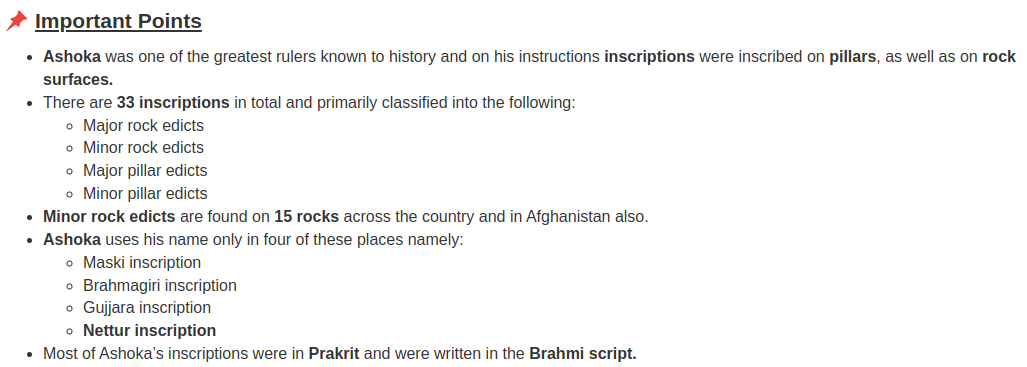 Important Points
Ashoka was one of the greatest rulers known to history and on his instructions inscriptions were inscribed on pillars, as well as on rock
surfaces.
There are 33 inscriptions in total and primarily classified into the following:
Major rock edicts
Minor rock edicts
Major pillar edicts
Minor pillar edicts
Minor rock edicts are found on 15 rocks across the country and in Afghanistan also.
Ashoka uses his name only in four of these places namely:
Maski inscription
Brahmagiri inscription
Gujjara inscription
Nettur inscription
Most of Ashoka's inscriptions were in Prakrit and were written in the Brahmi script.